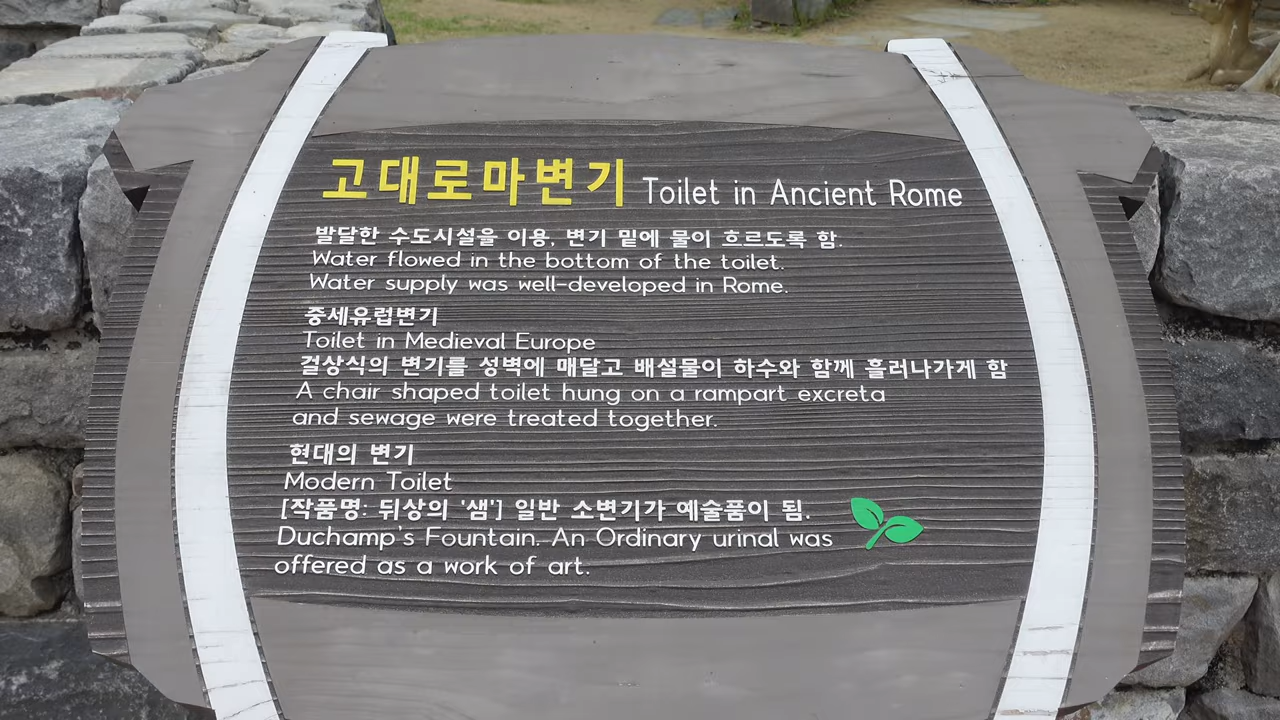 고대로마변기 Toilet in Ancient Rome
발달한 수도시설을 이용, 변기 밑에 물이 흐르도록 함.
Water flowed in the bottom of the toilet.
Water supply was well-developed in Rome.
중세유럽변기
Toilet in Medieval Europe
걸상식의 변기를 성벽에 매달고 배설물이 하수와 함께 흘러나가게 함
A chair shaped toilet hung on a rampart excreta
and sewage were treated together.
현대의 변기
Modern Toilet
[작품명: 뒤상의 '샘'] 일반 소변기가 예술품이 됨.
Duchamp's Fountain. An Ordinary urinal was
offered as a work of art.